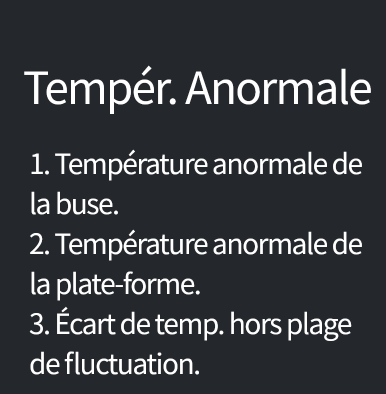 Tempér. Anormale
1. Température anormale de
la buse.
2. Température anormale de
la plate-forme.
3. Écart de temp. hors plage
de fluctuation.